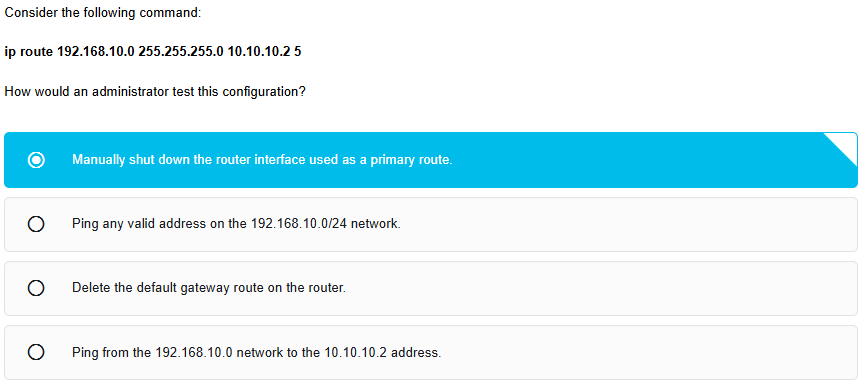 Consider the following command:
ip route 192.168.10.0 255.255.255.0 10.10.10.2 5
How would an administrator test this configuration?
Manually shut down the router interface used as a primary route.
Ping any valid address on the 192.168.10.0/24 network.
Delete the default gateway route on the router.
Ping from the 192.168.10.0 network to the 10.10.10.2 address.